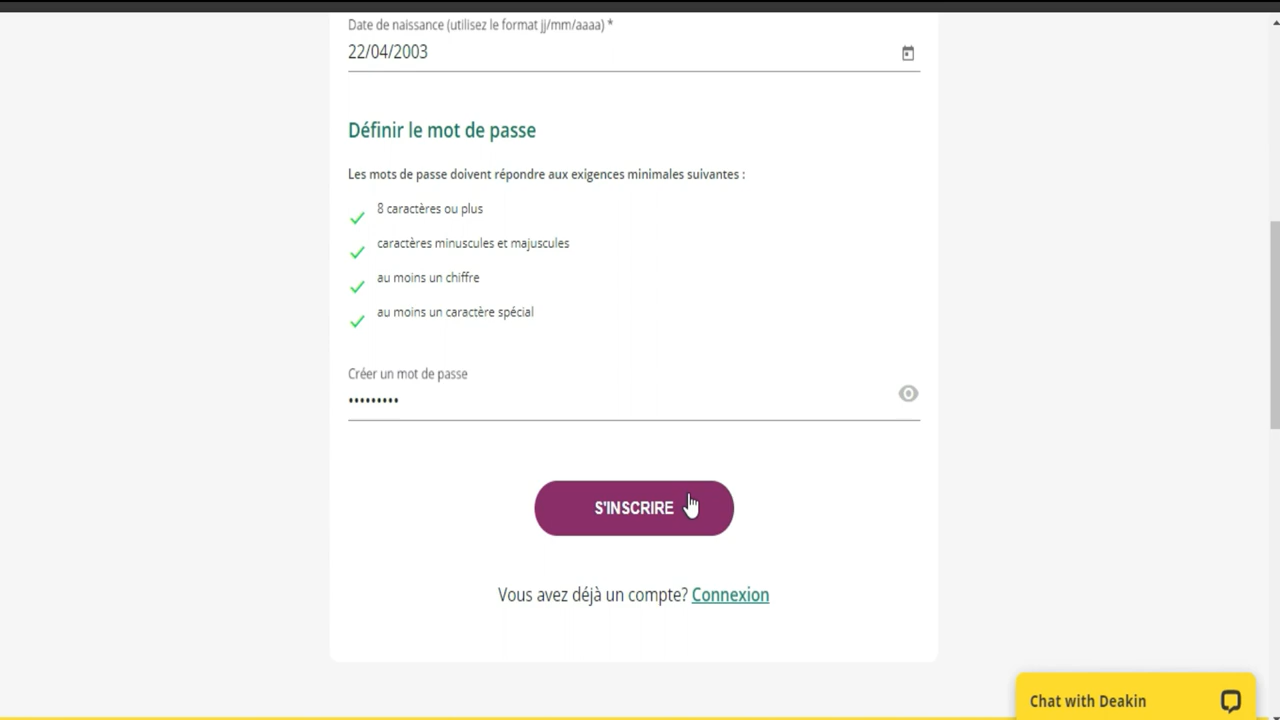 Date de naissance (utilisez le format jj/mm/aaaa) *
22/04/2003
Définir le mot de passe
Les mots de passe doivent répondre aux exigences minimales suivantes :
8 caractères ou plus
caractères minuscules et majuscules
au moins un chiffre
au moins un caractère spécial
Créer un mot de passe
•••••••••
S'INSCRIRE
Vous avez déjà un compte? Connexion
Chat with Deakin